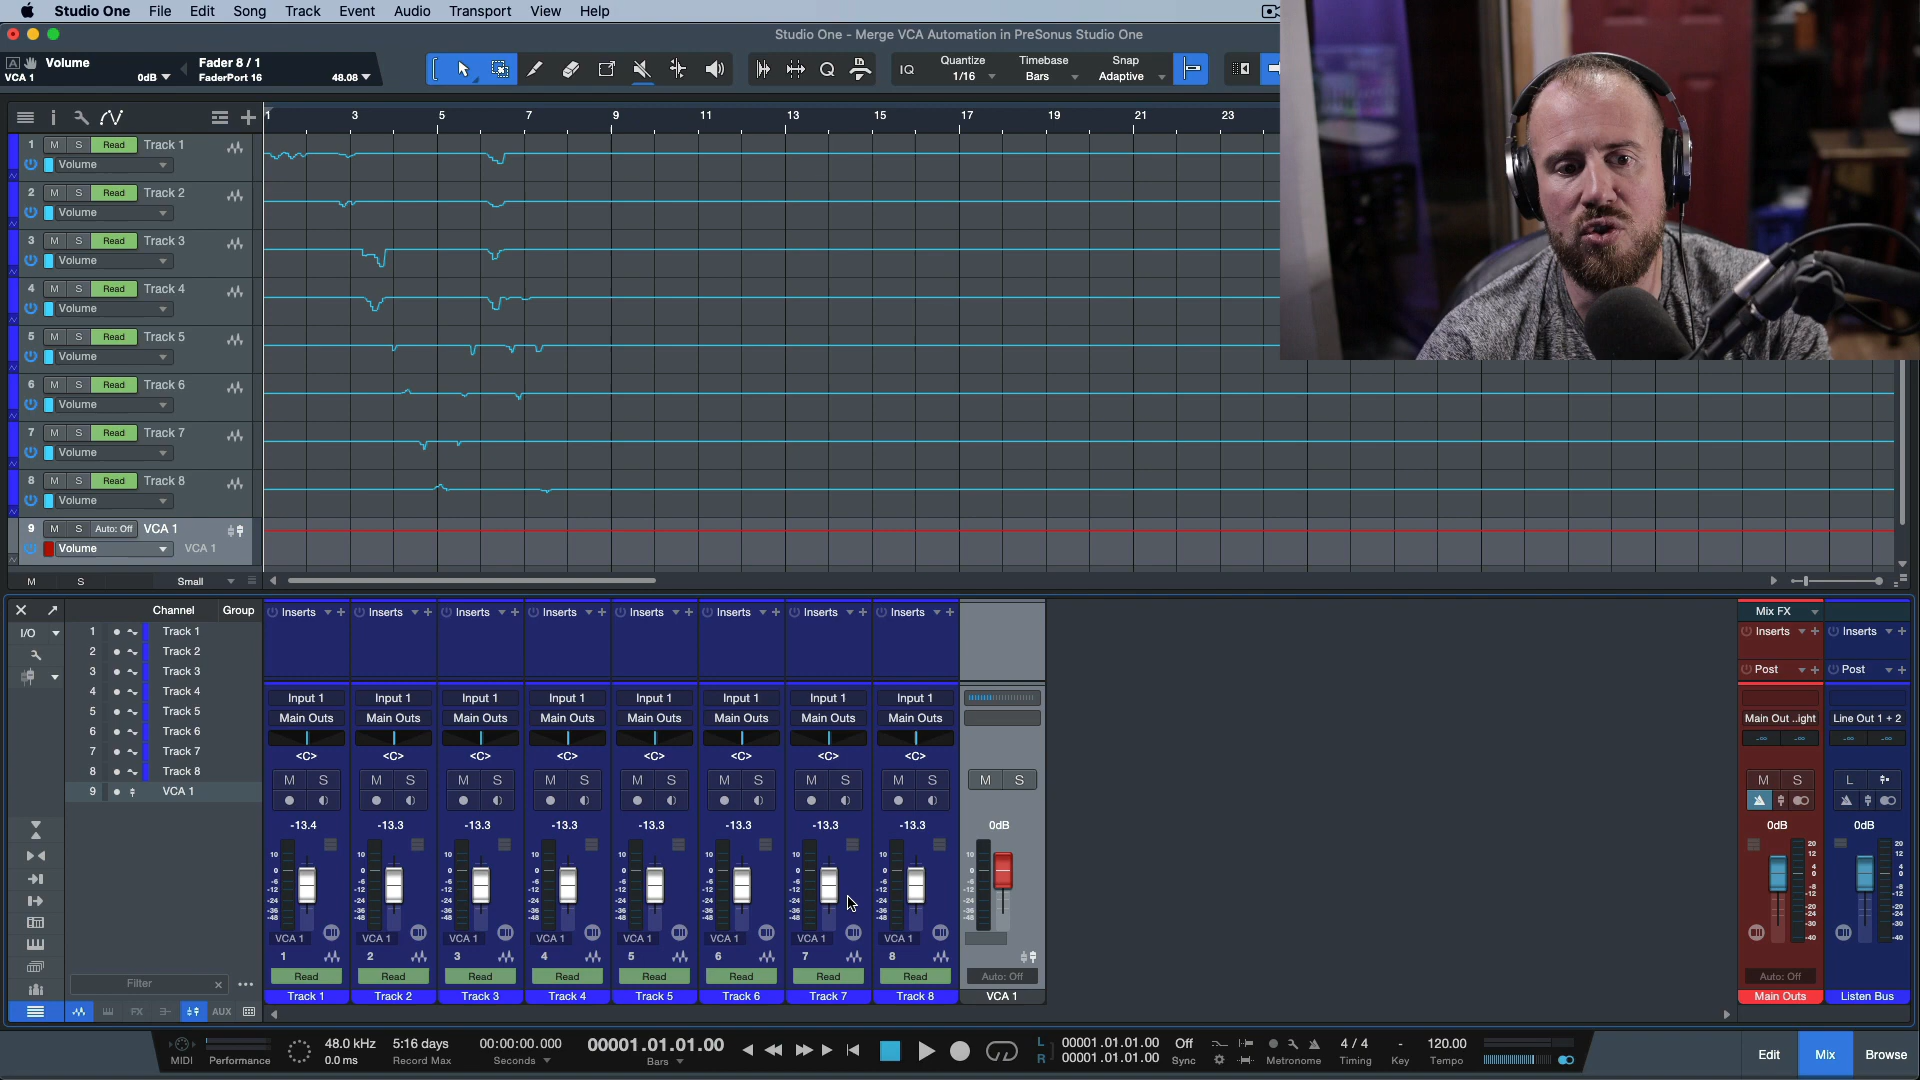 Studio One File Edit Song Track Event Audio Transport View Help
Studio One - Merge VCA Automation in PreSonus Studio One
Volume
VCA 1 0dB
Fader 8 / 1
FaderPort 16 48.08
IQ
Quantize
1/16
Timebase
Bars
Snap
Adaptive
1 3 5 7 9 11 13 15 17 19 21 23
1 M S Read Track 1
Volume
2 M S Read Track 2
Volume
3 M S Read Track 3
Volume
4 M S Read Track 4
Volume
5 M S Read Track 5
Volume
6 M S Read Track 6
Volume
7 M S Read Track 7
Volume
8 M S Read Track 8
Volume
9 M S Auto: Off VCA 1
Volume VCA 1
M S Small
Channel Group
I/O
1 Track 1
2 Track 2
3 Track 3
4 Track 4
5 Track 5
6 Track 6
7 Track 7
8 Track 8
9 VCA 1
Filter
FX AUX
Inserts Inserts Inserts Inserts Inserts Inserts Inserts Inserts
Input 1 Input 1 Input 1 Input 1 Input 1 Input 1 Input 1 Input 1
Main Outs Main Outs Main Outs Main Outs Main Outs Main Outs Main Outs Main Outs
<C> <C> <C> <C> <C> <C> <C> <C>
M S M S M S M S M S M S M S M S M S
-13.4 -13.3 -13.3 -13.3 -13.3 -13.3 -13.3 -13.3 0dB
VCA 1 VCA 1 VCA 1 VCA 1 VCA 1 VCA 1 VCA 1 VCA 1
1 2 3 4 5 6 7 8
Read Read Read Read Read Read Read Read Auto: Off
Track 1 Track 2 Track 3 Track 4 Track 5 Track 6 Track 7 Track 8 VCA 1
Mix FX
Inserts Inserts
Post Post
Main Out ..ight Line Out 1 + 2
-∞ -∞ -∞ -∞
M S L
0dB 0dB
Auto: Off
Main Outs Listen Bus
MIDI Performance
48.0 kHz
0.0 ms
5:16 days
Record Max
00:00:00.000
Seconds
00001.01.01.00
Bars
L 00001.01.01.00
R 00001.01.01.00
Off
Sync
Metronome
4 / 4
Timing
-
Key
120.00
Tempo
Edit Mix Browse